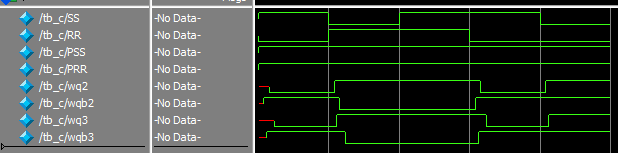 /tb_c/SS -No Data-
/tb_c/RR -No Data-
/tb_c/PSS -No Data-
/tb_c/PRR -No Data-
/tb_c/wq2 -No Data-
/tb_c/wqb2 -No Data-
/tb_c/wq3 -No Data-
/tb_c/wqb3 -No Data-